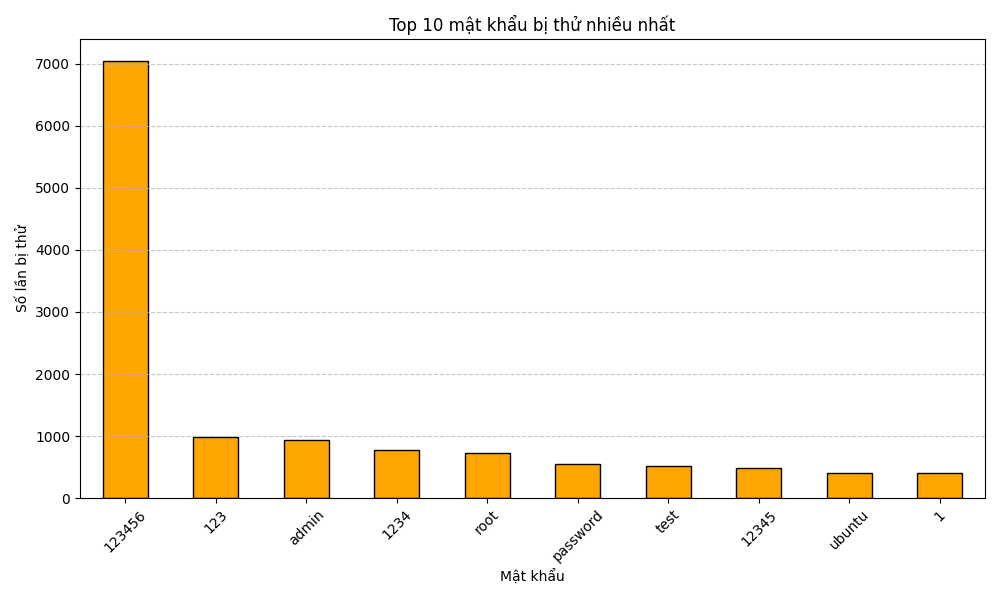 Top 10 mật khẩu bị thử nhiều nhất
Số lần bị thử
7000
6000
5000
4000
3000
2000
1000
0
123456
123
admin
1234
root
password
test
12345
ubuntu
1
Mật khẩu